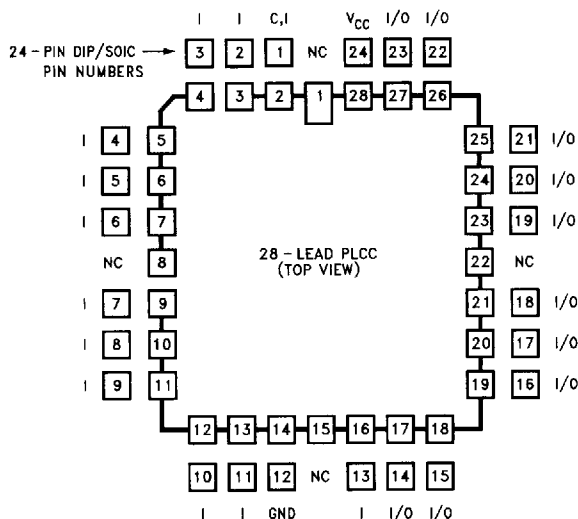 I I C,I V_CC I/O I/O
24-PIN DIP/SOIC PIN NUMBERS 3 2 1 NC 24 23 22
4 3 2 1 28 27 26
I 4 5 25 21 I/O
I 5 6 24 20 I/O
I 6 7 23 19 I/O
NC 8 28-LEAD PLCC (TOP VIEW) 22 NC
I 7 9 21 18 I/O
I 8 10 20 17 I/O
I 9 11 19 16 I/O
12 13 14 15 16 17 18
10 11 12 NC 13 14 15
I I GND I I/O I/O